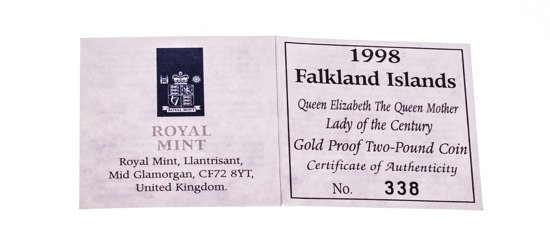 ROYAL MINT
ROYAL
MINT
Royal Mint, Llantrisant,
Mid Glamorgan, CF72 8YT,
United Kingdom.
1998
Falkland Islands
Queen Elizabeth The Queen Mother
Lady of the Century
Gold Proof Two-Pound Coin
Certificate of Authenticity
No. 338